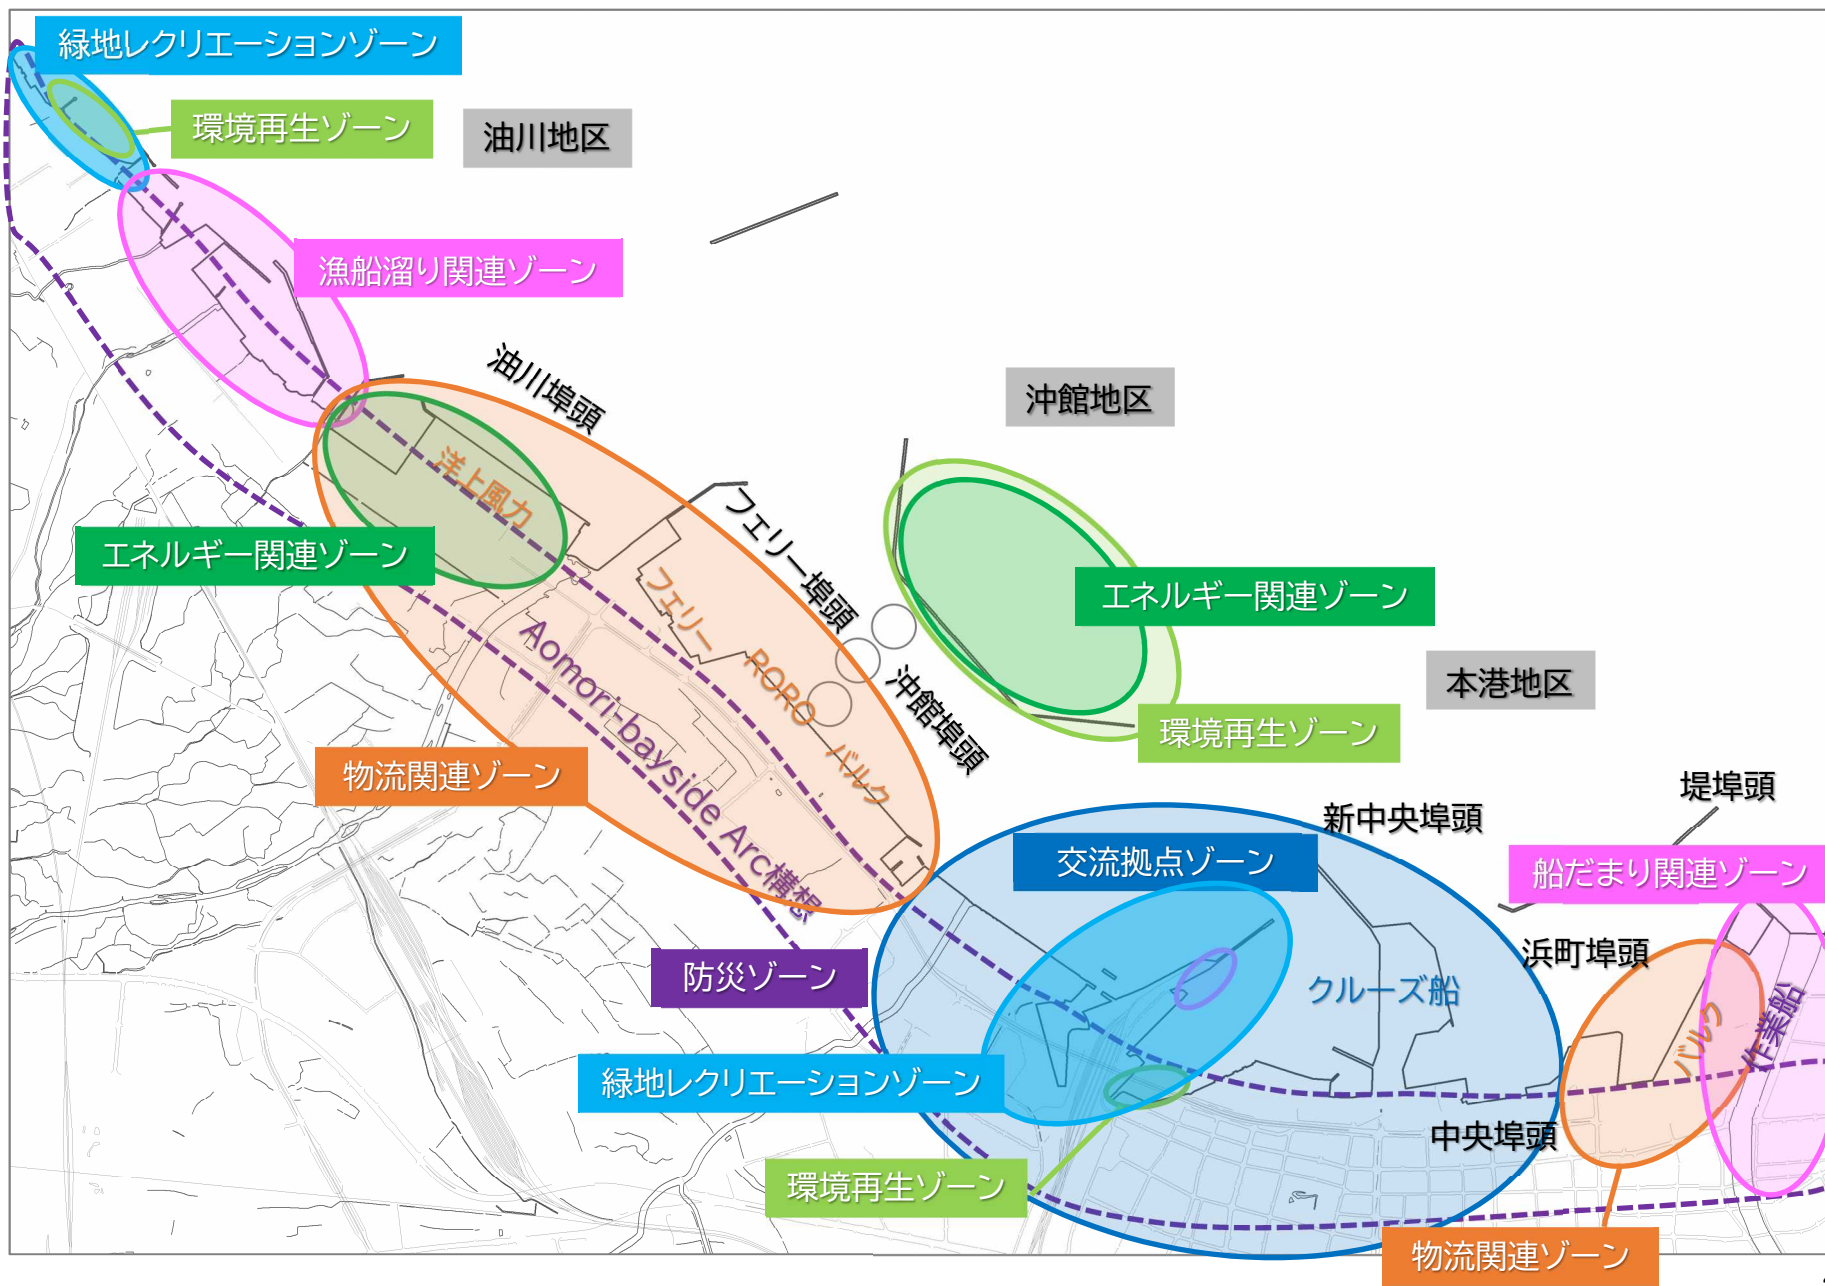 緑地レクリエーションゾーン
環境再生ゾーン
油川地区
漁船溜り関連ゾーン
油川埠頭
沖館地区
洋上風力
フェリー埠頭
エネルギー関連ゾーン
フェリー
エネルギー関連ゾーン
Aomori-bayside Arc構想
RORO
沖館埠頭
本港地区
環境再生ゾーン
物流関連ゾーン
バルク
堤埠頭
新中央埠頭
交流拠点ゾーン
船だまり関連ゾーン
浜町埠頭
防災ゾーン
クルーズ船
バルク
作業船
緑地レクリエーションゾーン
中央埠頭
環境再生ゾーン
物流関連ゾーン